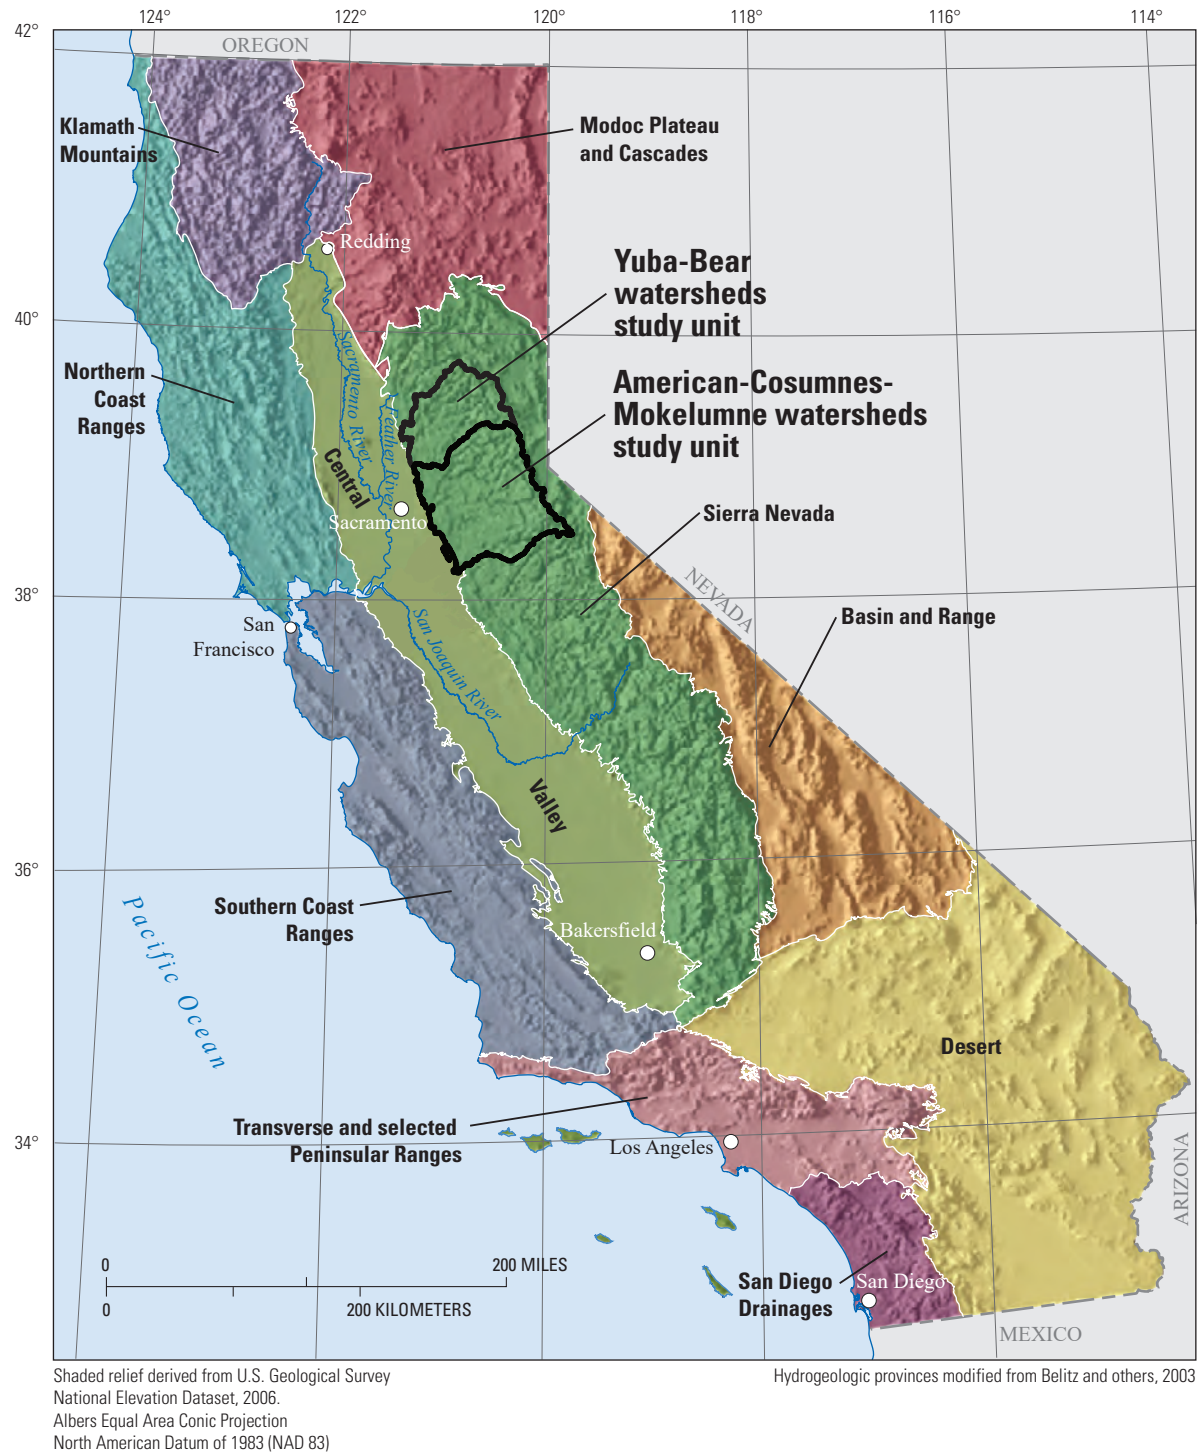 124°
122°
120°
118°
116°
114°
42°
OREGON
Klamath
Mountains
Modoc Plateau
and Cascades
Redding
Yuba-Bear
watersheds
study unit
40°
Sacramento River
Feather River
Northern
Coast
Ranges
American-Cosumnes-
Mokelumne watersheds
study unit
Central
Sacramento
Sierra Nevada
NEVADA
38°
San
Francisco
San Joaquin River
Basin and Range
Valley
36°
Pacific Ocean
Southern Coast
Ranges
Bakersfield
Desert
Transverse and selected
Peninsular Ranges
34°
Los Angeles
ARIZONA
0
200 MILES
0
200 KILOMETERS
San Diego
Drainages
San Diego
MEXICO
Shaded relief derived from U.S. Geological Survey
National Elevation Dataset, 2006.
Albers Equal Area Conic Projection
North American Datum of 1983 (NAD 83)
Hydrogeologic provinces modified from Belitz and others, 2003